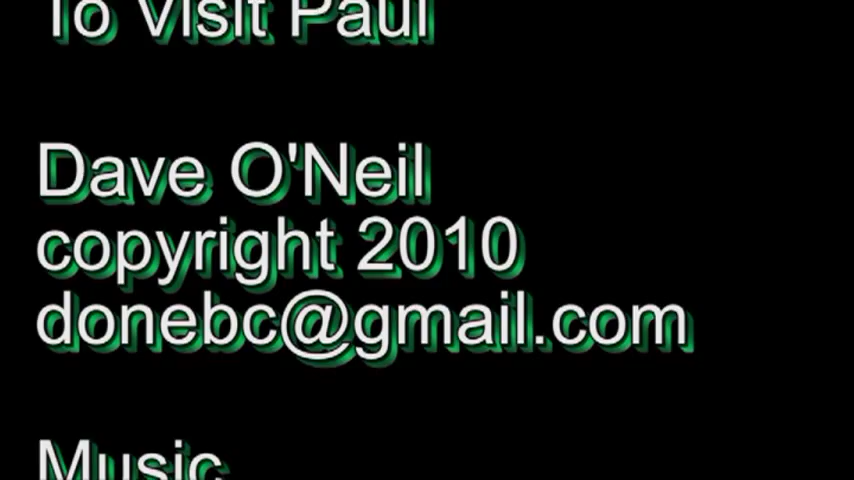 To Visit Paul
Dave O'Neil
copyright 2010
donebc@gmail.com
Music